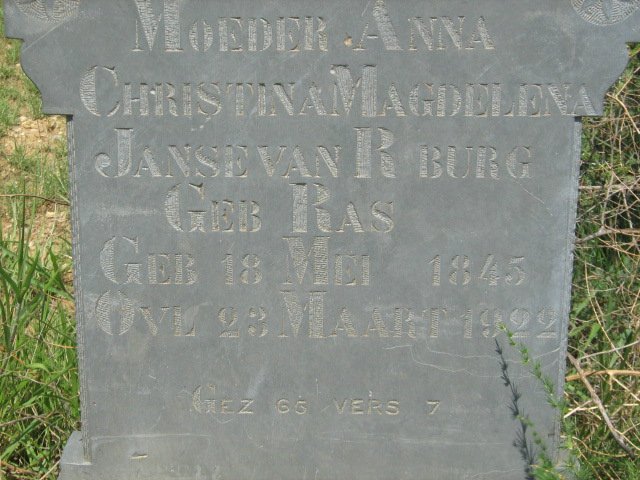 MOEDER ANNA
CHRISTINA MAGDELENA
JANSE VAN R BURG
GEB RAS
GEB 18 MEI 1845
OVL 23 MAART 1922
GEZ 65 VERS 7